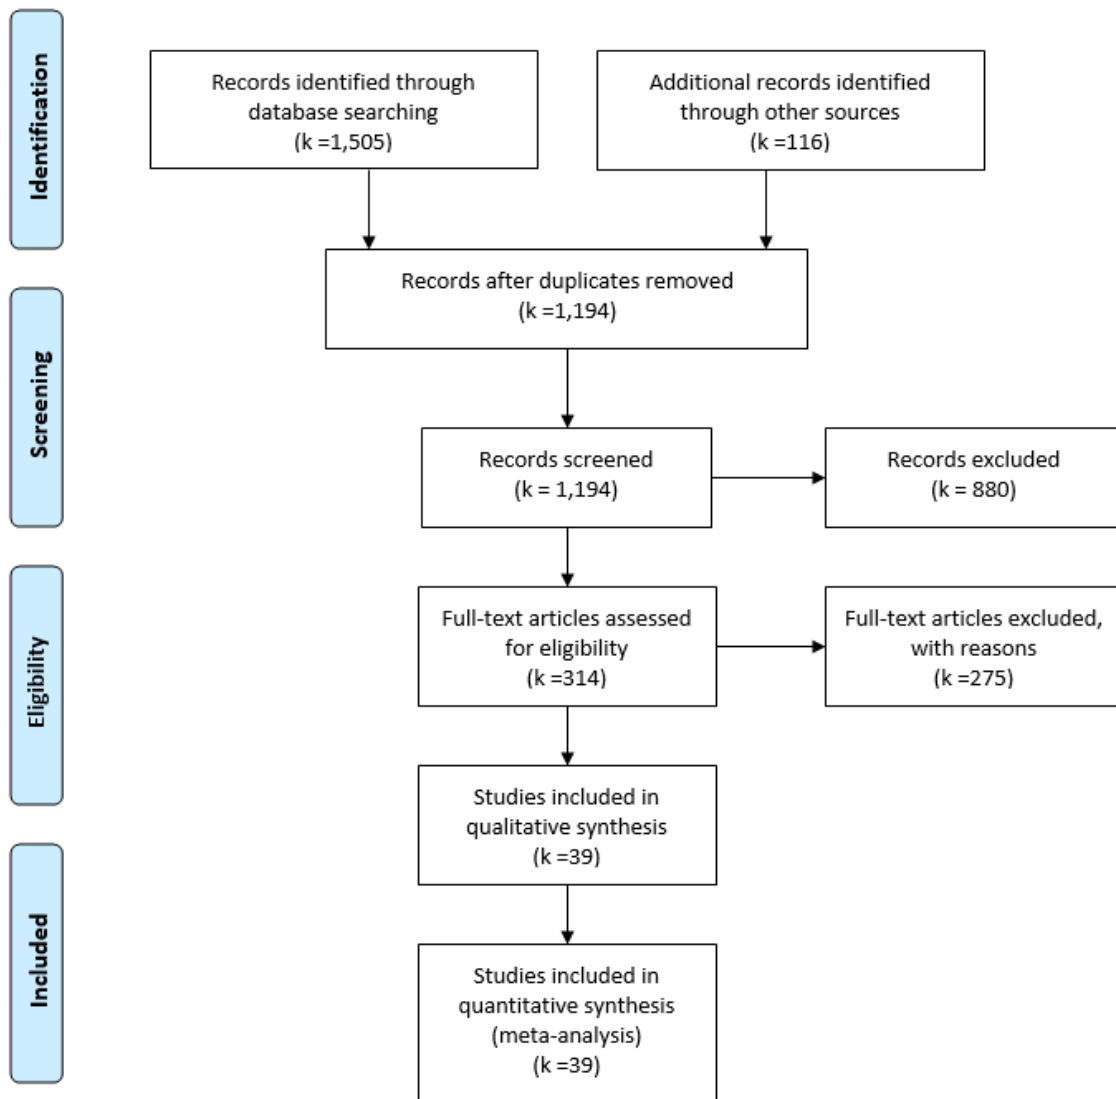 Identification
Records identified through
database searching
(k =1,505)
Additional records identified
through other sources
(k =116)
Records after duplicates removed
(k =1,194)
Screening
Records screened
(k = 1,194)
Records excluded
(k = 880)
Eligibility
Full-text articles assessed
for eligibility
(k =314)
Full-text articles excluded,
with reasons
(k =275)
Studies included in
qualitative synthesis
(k =39)
Included
Studies included in
quantitative synthesis
(meta-analysis)
(k =39)